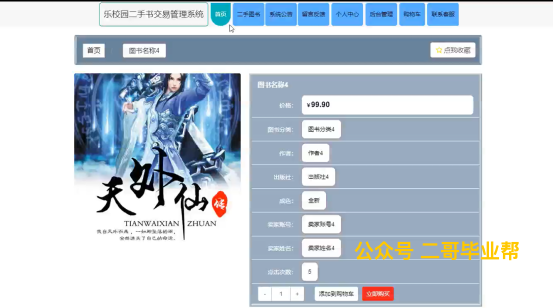 乐校园二手书交易管理系统 首页 二手图书 系统公告 留言反馈 个人中心 后台管理 购物车 联系客服
首页 图书名称4 点我收藏
图书名称4
价格: ¥ 99.90
图书分类: 图书分类4
作者: 作者4
出版社: 出版社4
成色: 全新
卖家账号: 卖家账号4
卖家姓名: 卖家姓名4
点击次数: 5
- 1 + 添加到购物车 立即购买
天外仙传
TIANWAIXIAN ZHUAN
公众号 二哥毕业帮